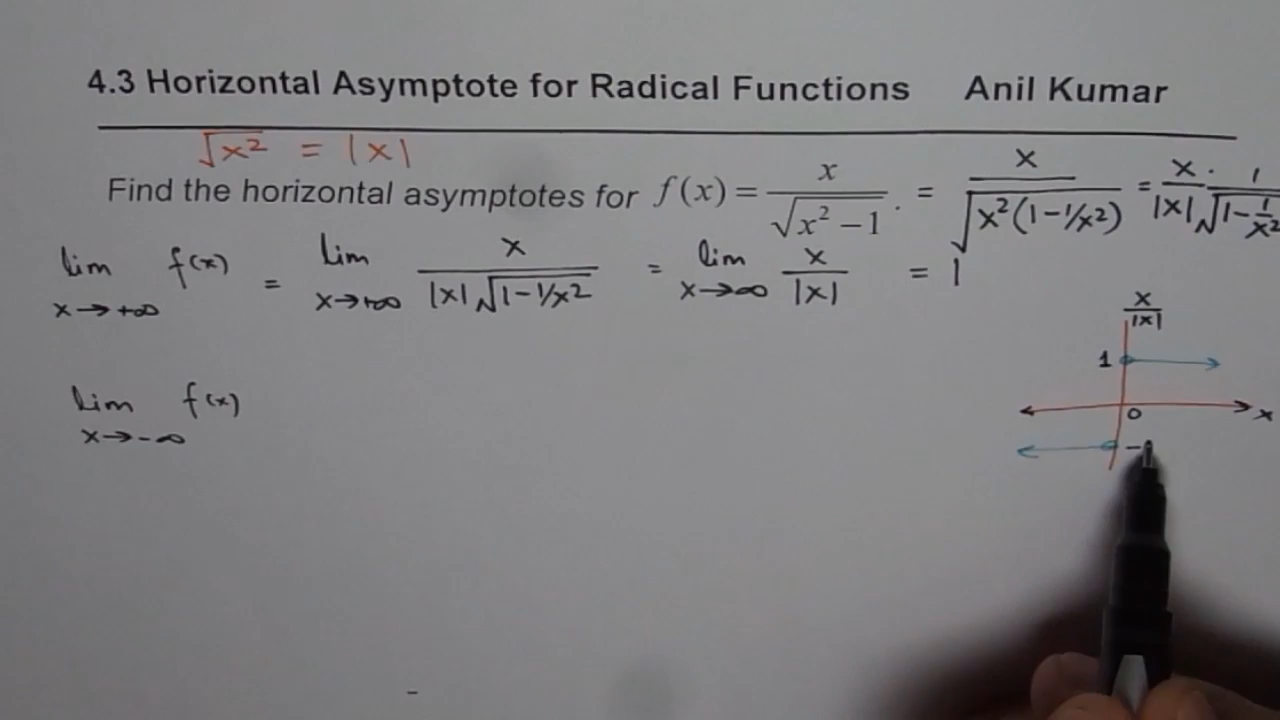 4.3 Horizontal Asymptote for Radical Functions Anil Kumar
√x² = |x|
Find the horizontal asymptotes for f(x) = x/√(x² − 1) . = x/√(x²(1 − 1/x²)) = x/|x| · 1/√(1 − 1/x²)
lim x→+∞ f(x) = lim x→+∞ x/(|x|√(1 − 1/x²)) = lim x→∞ x/|x| = 1
x/|x|
1
0 x
lim x→-∞ f(x)
-